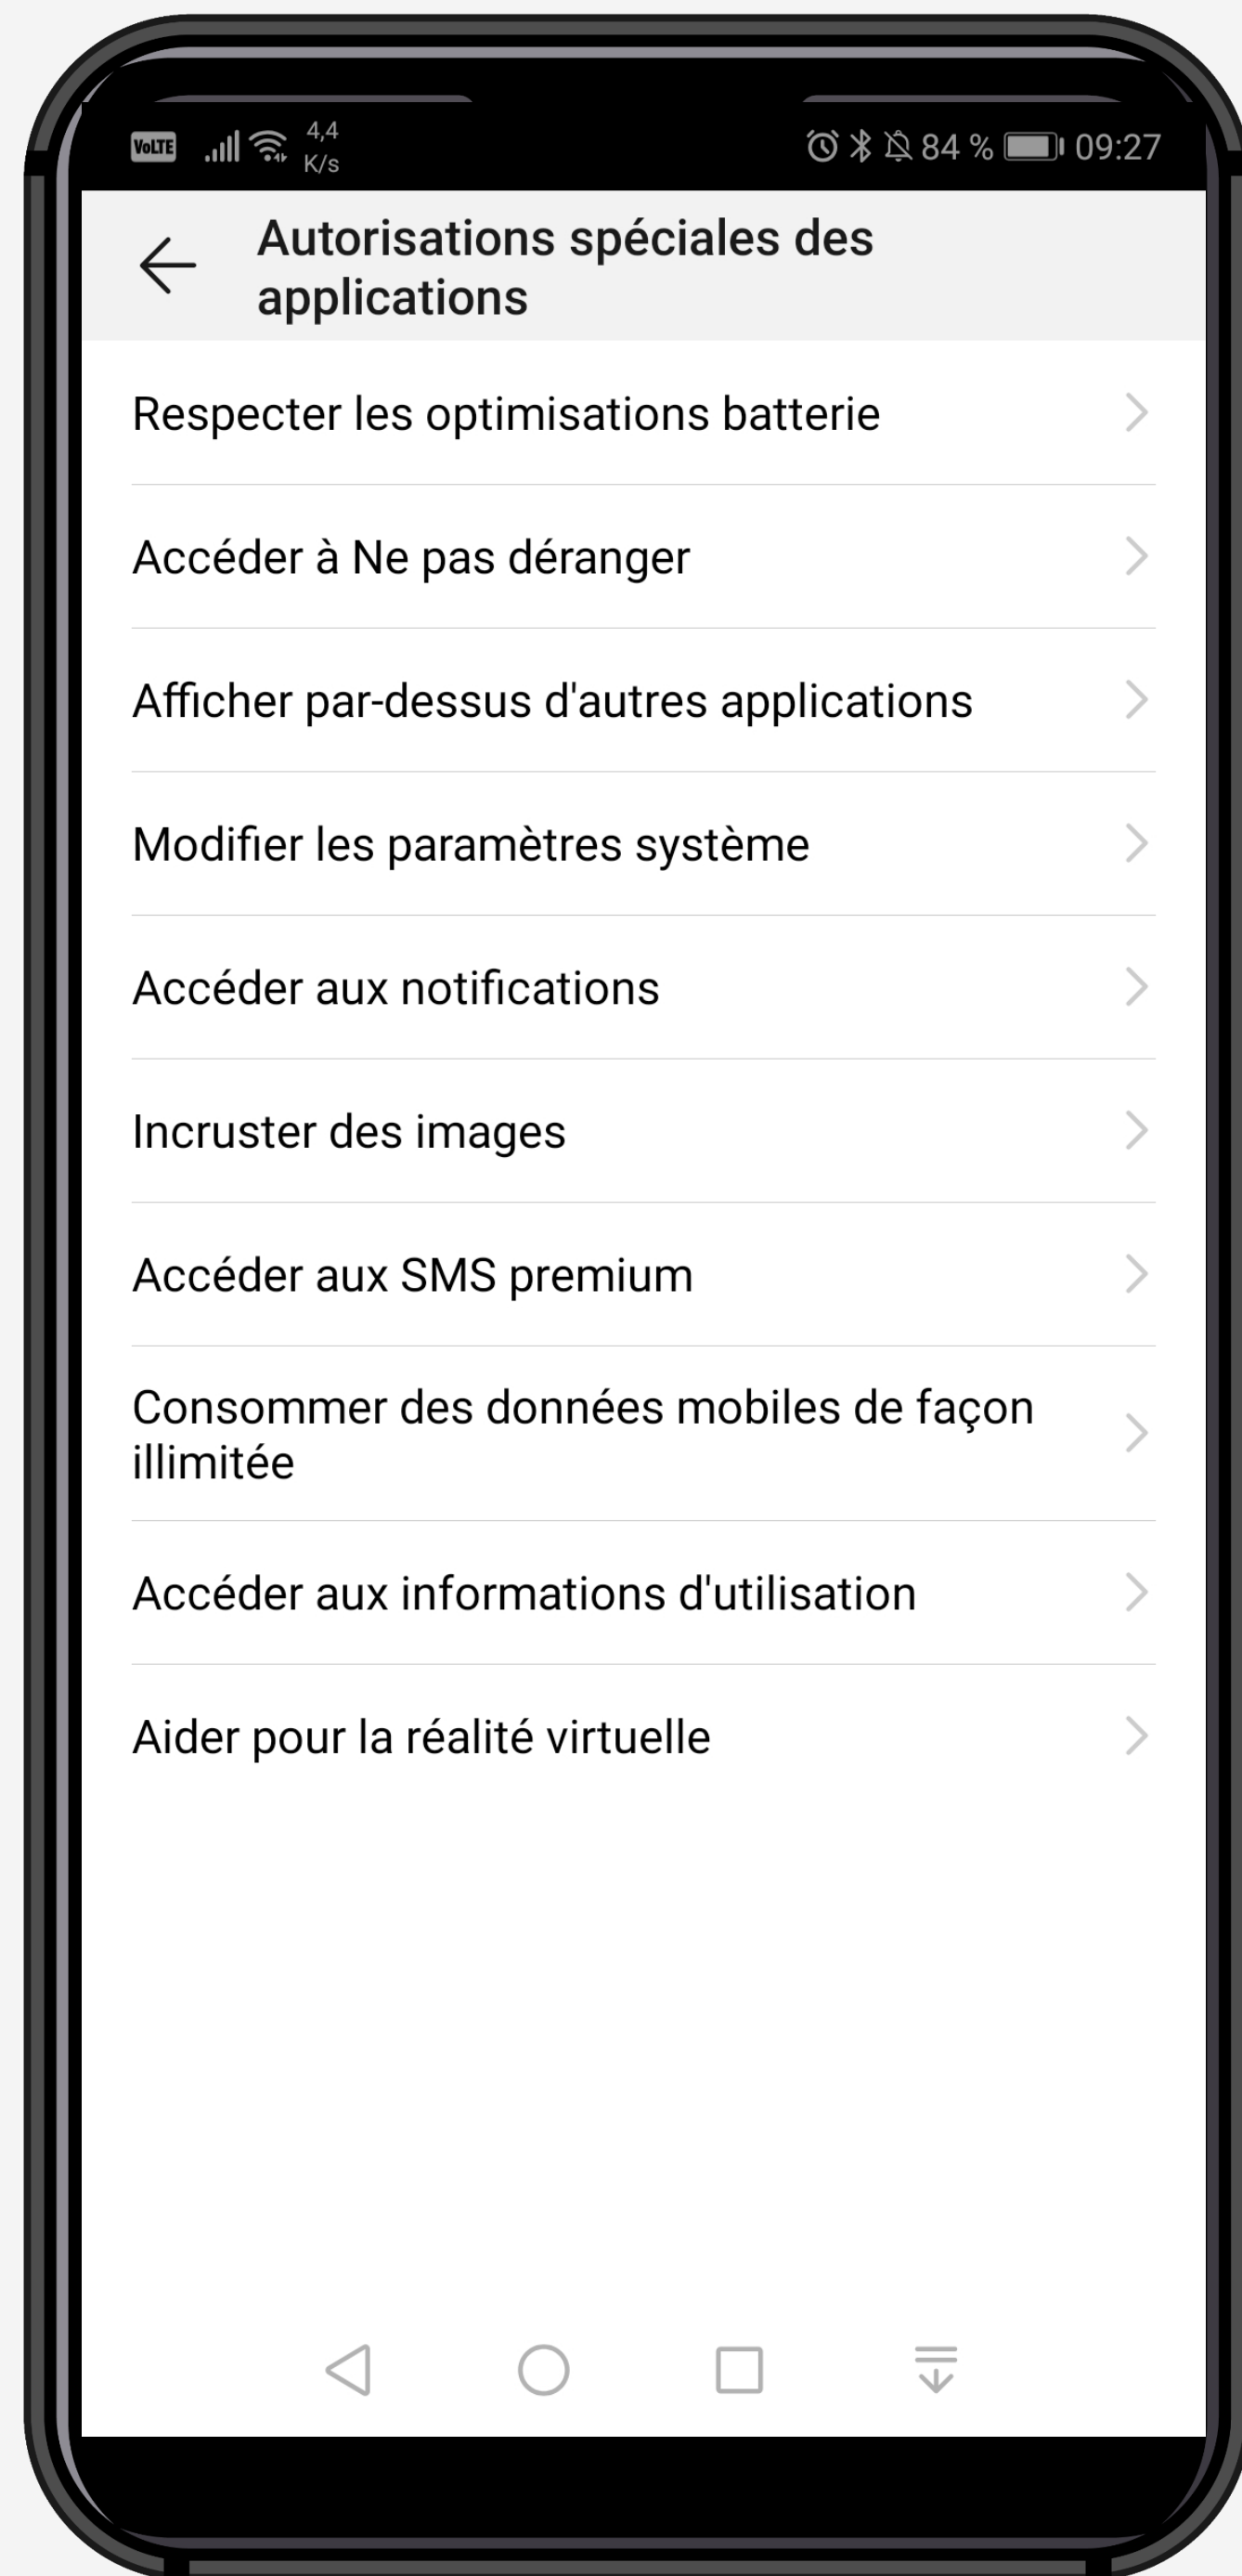 VoLTE 4,4 K/s 84 % 09:27
Autorisations spéciales des
applications
Respecter les optimisations batterie
Accéder à Ne pas déranger
Afficher par-dessus d'autres applications
Modifier les paramètres système
Accéder aux notifications
Incruster des images
Accéder aux SMS premium
Consommer des données mobiles de façon
illimitée
Accéder aux informations d'utilisation
Aider pour la réalité virtuelle